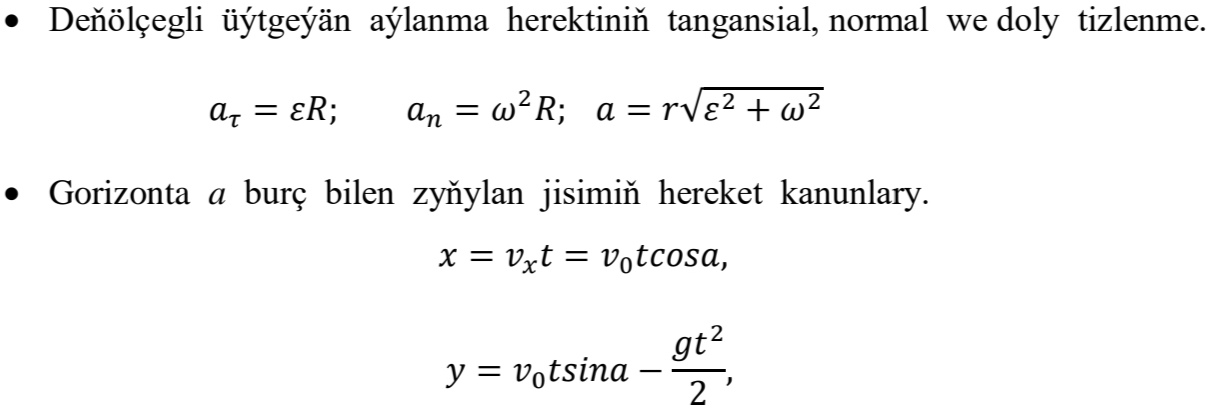 • Deňölçegli üýtgeýän aýlanma herektiniň tangansial, normal we doly tizlenme.
a_τ = εR; a_n = ω²R; a = r√(ε² + ω²)
• Gorizonta a burç bilen zyňylan jisimiň hereket kanunlary.
x = v_x t = v₀tcosa,
y = v₀tsina − gt²/2,